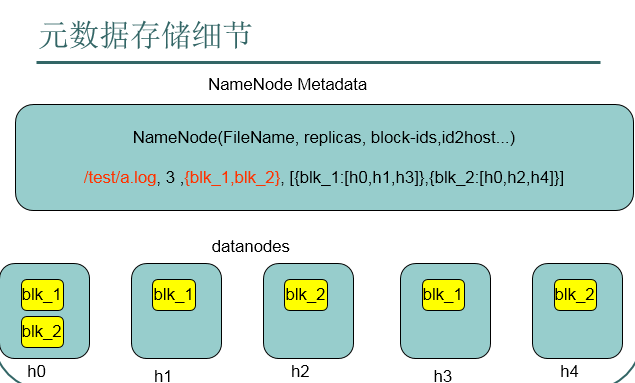 元数据存储细节
NameNode Metadata
NameNode(FileName, replicas, block-ids,id2host...)
/test/a.log, 3 ,{blk_1,blk_2}, [{blk_1:[h0,h1,h3]},{blk_2:[h0,h2,h4]}]
datanodes
blk_1 blk_1 blk_2 blk_1 blk_2
blk_2
h0 h1 h2 h3 h4